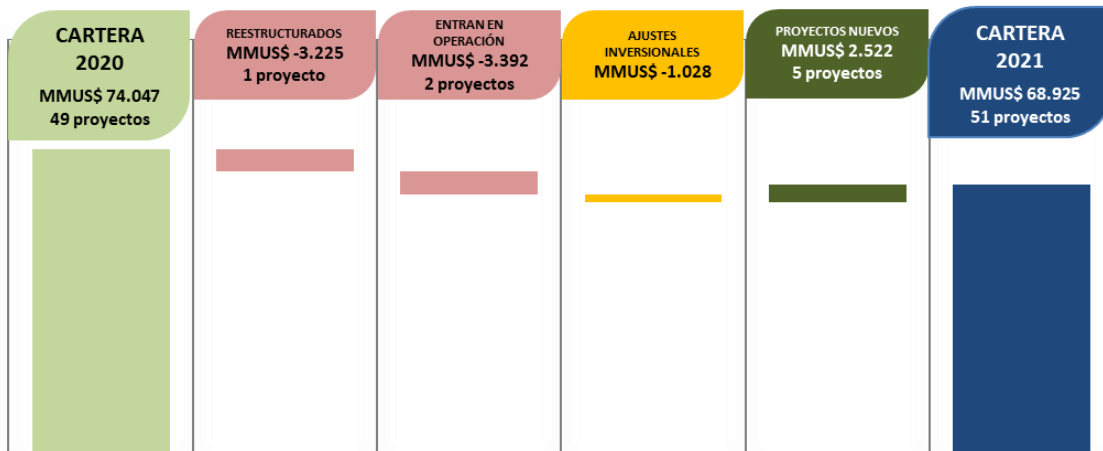 CARTERA
2020
MMUS$ 74.047
49 proyectos
REESTRUCTURADOS
MMUS$ -3.225
1 proyecto
ENTRAN EN
OPERACIÓN
MMUS$ -3.392
2 proyectos
AJUSTES
INVERSIONALES
MMUS$ -1.028
PROYECTOS NUEVOS
MMUS$ 2.522
5 proyectos
CARTERA
2021
MMUS$ 68.925
51 proyectos